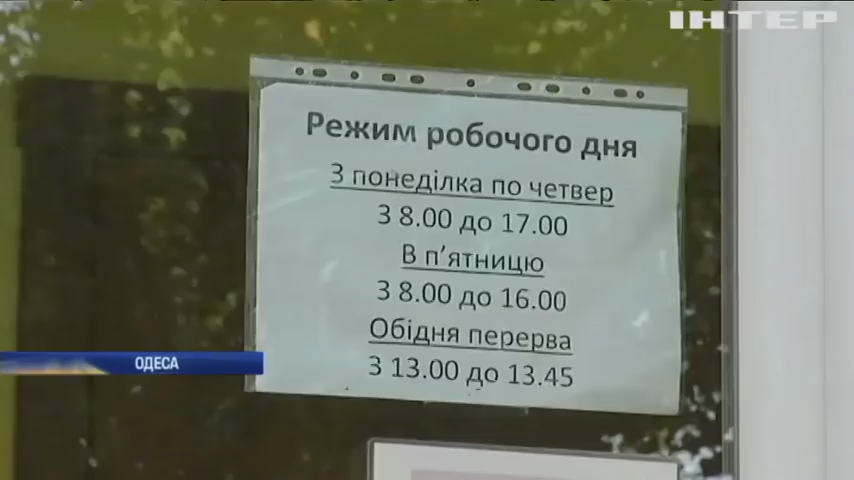 ІНТЕР
Режим робочого дня
З понеділка по четвер
З 8.00 до 17.00
В п'ятницю
З 8.00 до 16.00
Обідня перерва
З 13.00 до 13.45
ОДЕСА